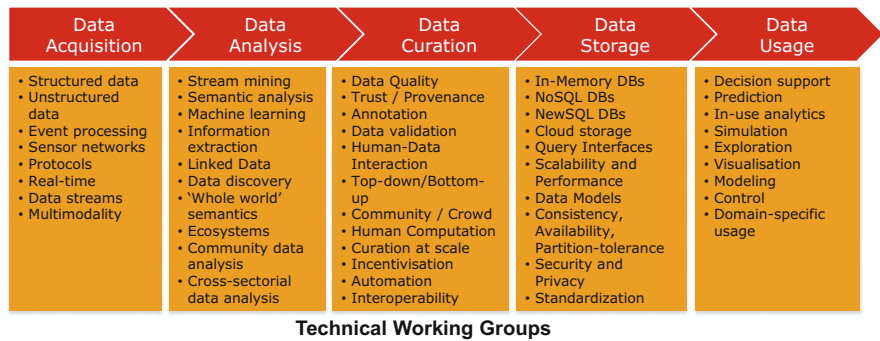 Data
Acquisition
Data
Analysis
Data
Curation
Data
Storage
Data
Usage
• Structured data
• Unstructured
data
• Event processing
• Sensor networks
• Protocols
• Real-time
• Data streams
• Multimodality
• Stream mining
• Semantic analysis
• Machine learning
• Information
extraction
• Linked Data
• Data discovery
• ‘Whole world’
semantics
• Ecosystems
• Community data
analysis
• Cross-sectorial
data analysis
• Data Quality
• Trust / Provenance
• Annotation
• Data validation
• Human-Data
Interaction
• Top-down/Bottom-
up
• Community / Crowd
• Human Computation
• Curation at scale
• Incentivisation
• Automation
• Interoperability
• In-Memory DBs
• NoSQL DBs
• NewSQL DBs
• Cloud storage
• Query Interfaces
• Scalability and
Performance
• Data Models
• Consistency,
Availability,
Partition-tolerance
• Security and
Privacy
• Standardization
• Decision support
• Prediction
• In-use analytics
• Simulation
• Exploration
• Visualisation
• Modeling
• Control
• Domain-specific
usage
Technical Working Groups